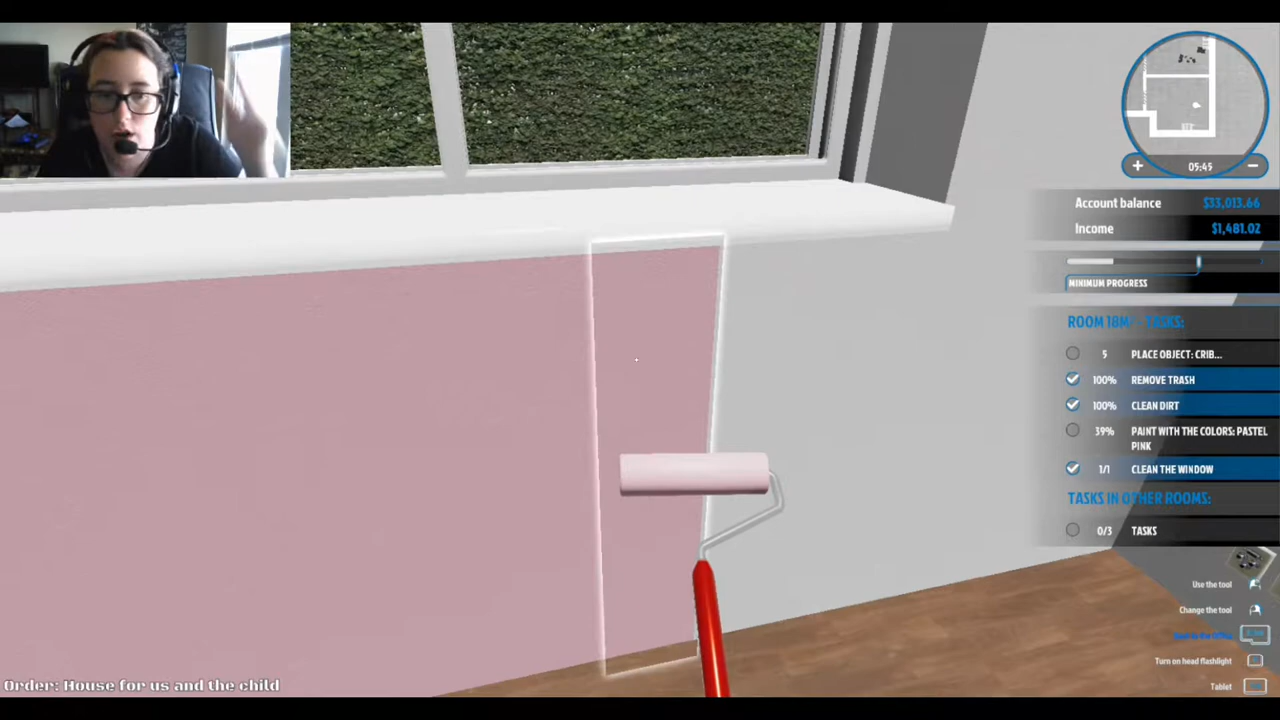 + 05:45 −
Account balance $33,013.66
Income $1,481.02
MINIMUM PROGRESS
ROOM 18M² - TASKS:
5 PLACE OBJECT: CRIB...
100% REMOVE TRASH
100% CLEAN DIRT
39% PAINT WITH THE COLORS: PASTEL
PINK
1/1 CLEAN THE WINDOW
TASKS IN OTHER ROOMS:
0/3 TASKS
Use the tool
Change the tool
Turn on head flashlight
Tablet
Order: House for us and the child